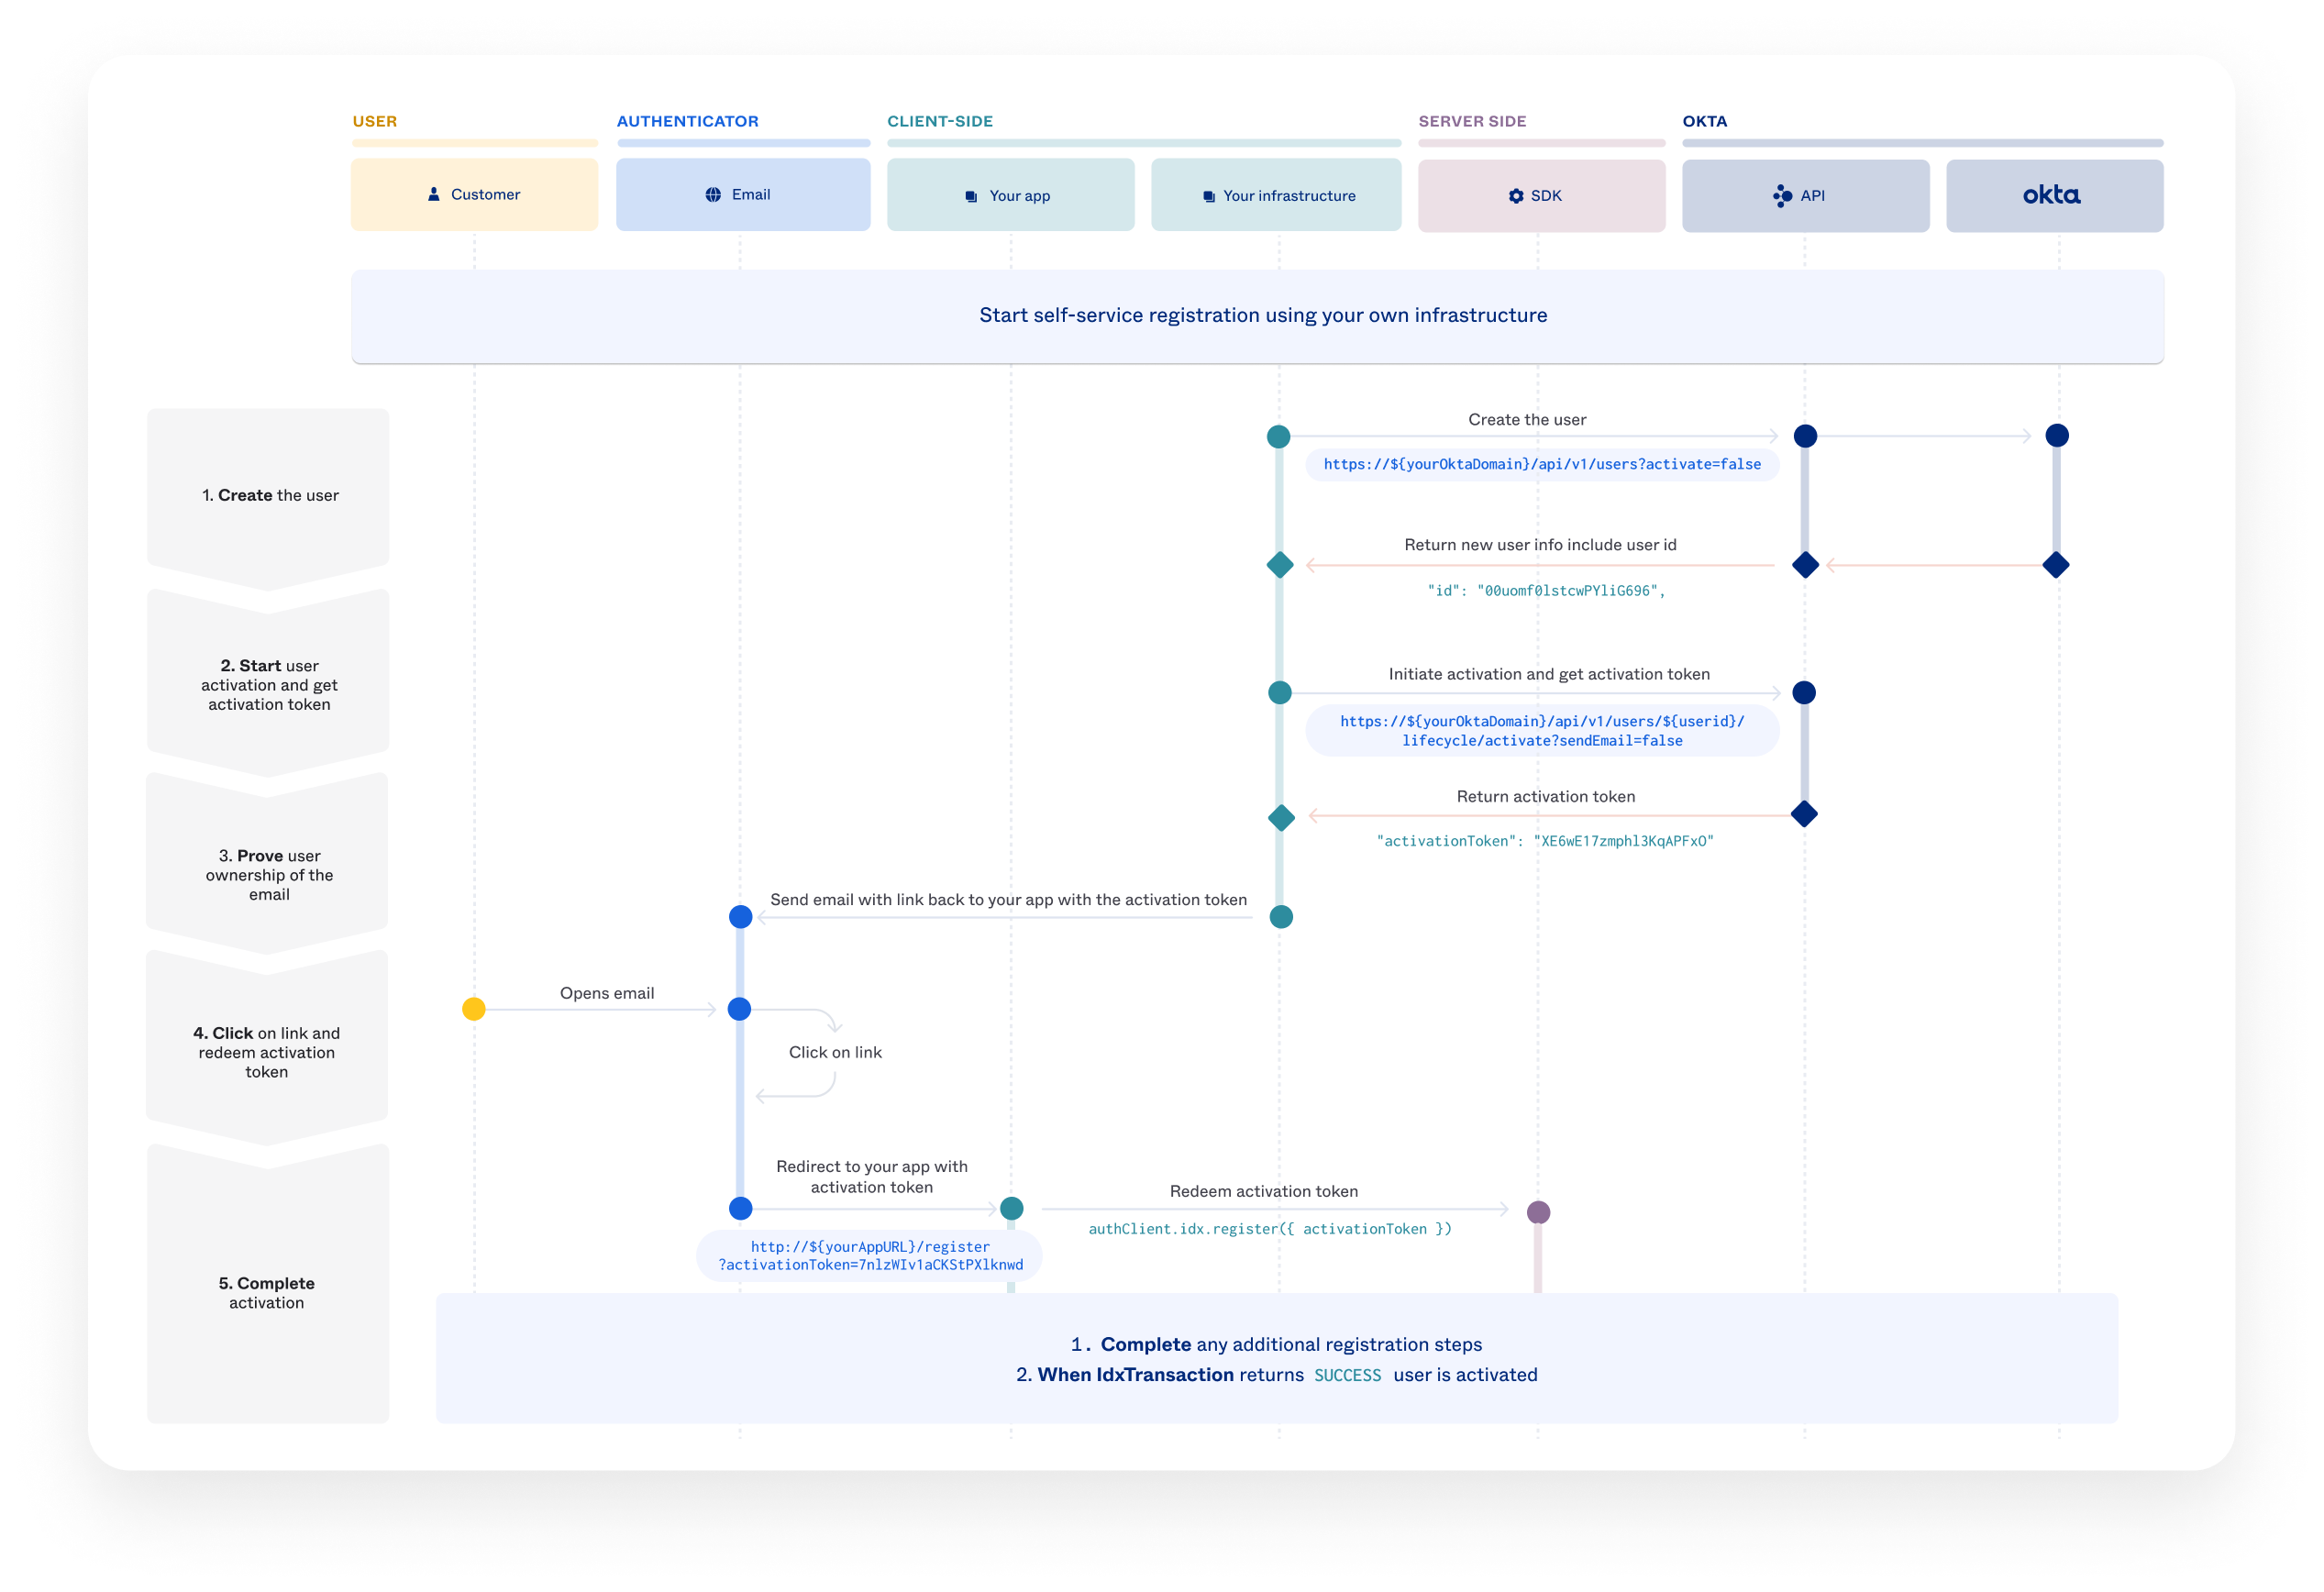 USER
AUTHENTICATOR
CLIENT-SIDE
SERVER SIDE
OKTA
Customer
Email
Your app
Your infrastructure
SDK
API
okta
Start self-service registration using your own infrastructure
1. Create the user
Create the user
https://${yourOktaDomain}/api/v1/users?activate=false
Return new user info include user id
"id": "00uomf0lstcwPYliG696",
2. Start user
activation and get
activation token
Initiate activation and get activation token
https://${yourOktaDomain}/api/v1/users/${userid}/
lifecycle/activate?sendEmail=false
Return activation token
"activationToken": "XE6wE17zmphl3KqAPFxO"
3. Prove user
ownership of the
email
Send email with link back to your app with the activation token
4. Click on link and
redeem activation
token
Opens email
Click on link
Redirect to your app with
activation token
http://${yourAppURL}/register
?activationToken=7nlzWIv1aCKStPXlknwd
Redeem activation token
authClient.idx.register({ activationToken })
5. Complete
activation
1. Complete any additional registration steps
2. When IdxTransaction returns SUCCESS user is activated